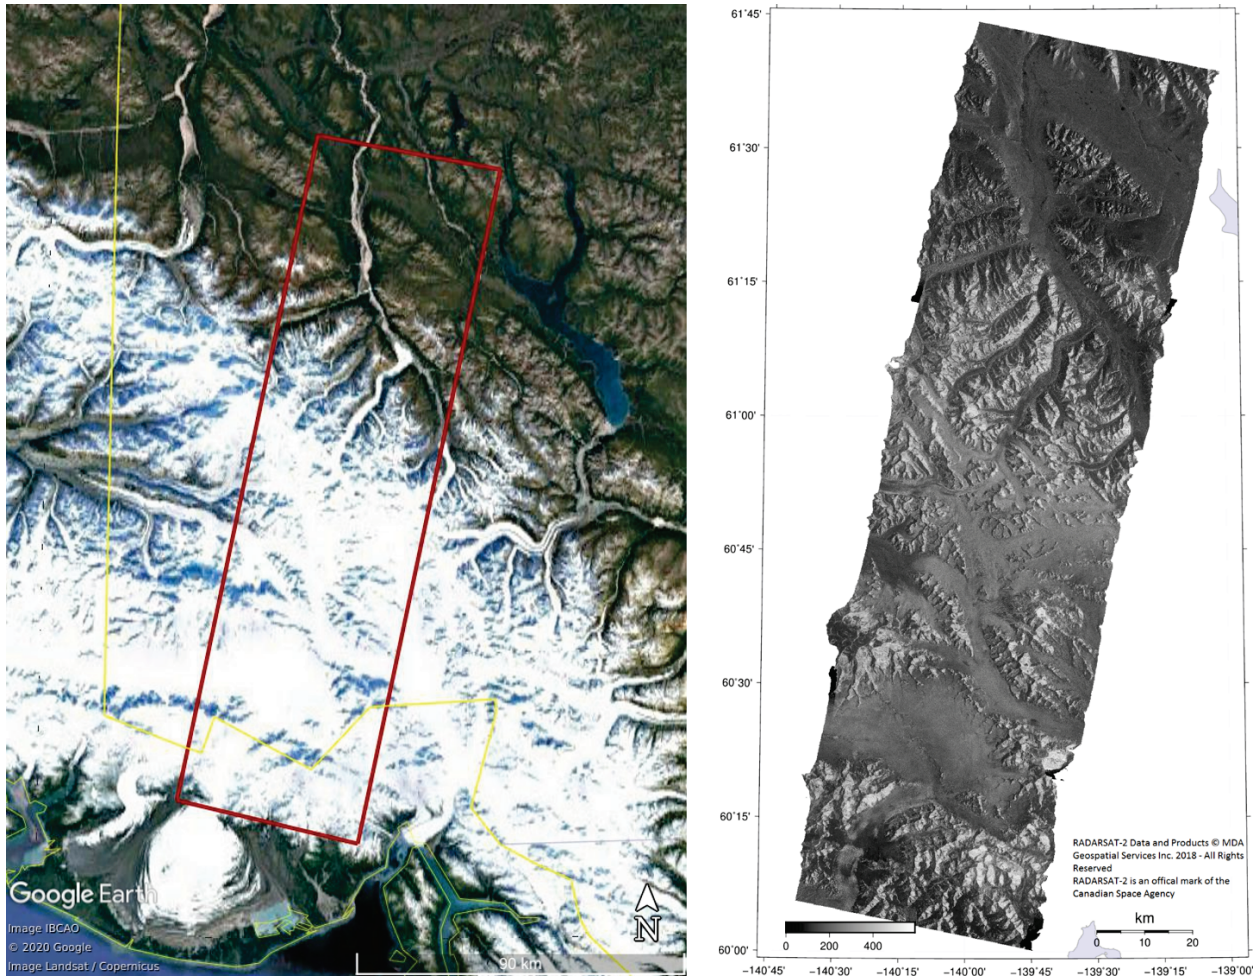 Google Earth
Image IBCAO
© 2020 Google
Image Landsat / Copernicus
N
90 km
61°45'
61°30'
61°15'
61°00'
60°45'
60°30'
60°15'
60°00'
RADARSAT-2 Data and Products © MDA
Geospatial Services Inc. 2018 - All Rights
Reserved
RADARSAT-2 is an offical mark of the
Canadian Space Agency
km
0 10 20
0 200 400
−140°45' −140°30' −140°15' −140°00' −139°45' −139°30' −139°15' −139°00'